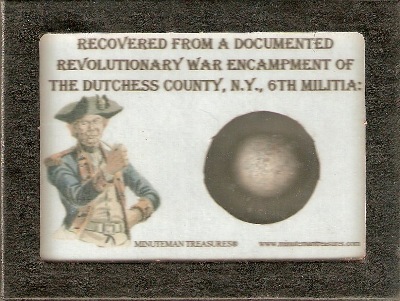 RECOVERED FROM A DOCUMENTED
REVOLUTIONARY WAR ENCAMPMENT OF
THE DUTCHESS COUNTY, N.Y., 6TH MILITIA:
MINUTEMAN TREASURES® www.minutemantreasures.com